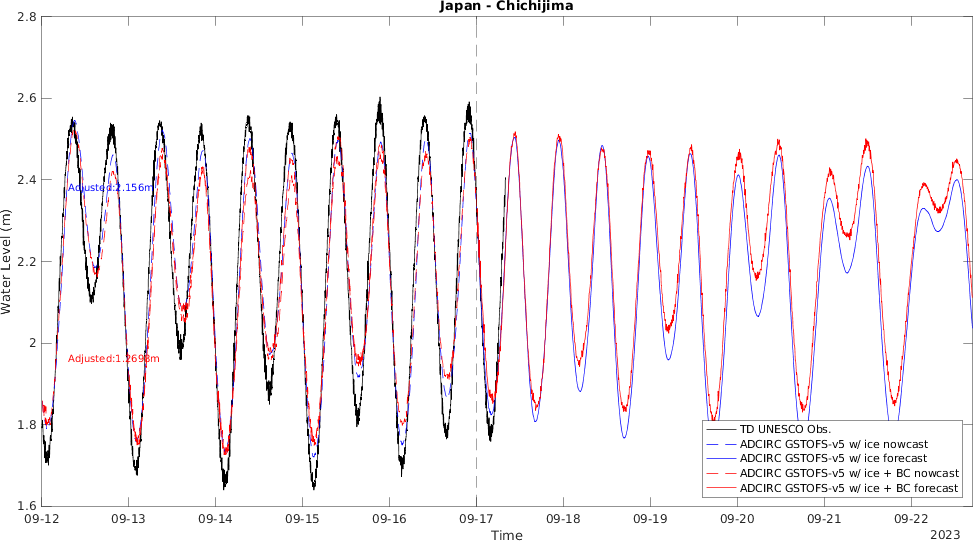 Japan - Chichijima
2.8
2.6
2.4
2.2
2
1.8
1.6
Water Level (m)
Adjusted:2.156m
Adjusted:1.2698m
TD UNESCO Obs.
ADCIRC GSTOFS-v5 w/ ice nowcast
ADCIRC GSTOFS-v5 w/ ice forecast
ADCIRC GSTOFS-v5 w/ ice + BC nowcast
ADCIRC GSTOFS-v5 w/ ice + BC forecast
09-12 09-13 09-14 09-15 09-16 09-17 09-18 09-19 09-20 09-21 09-22
Time
2023